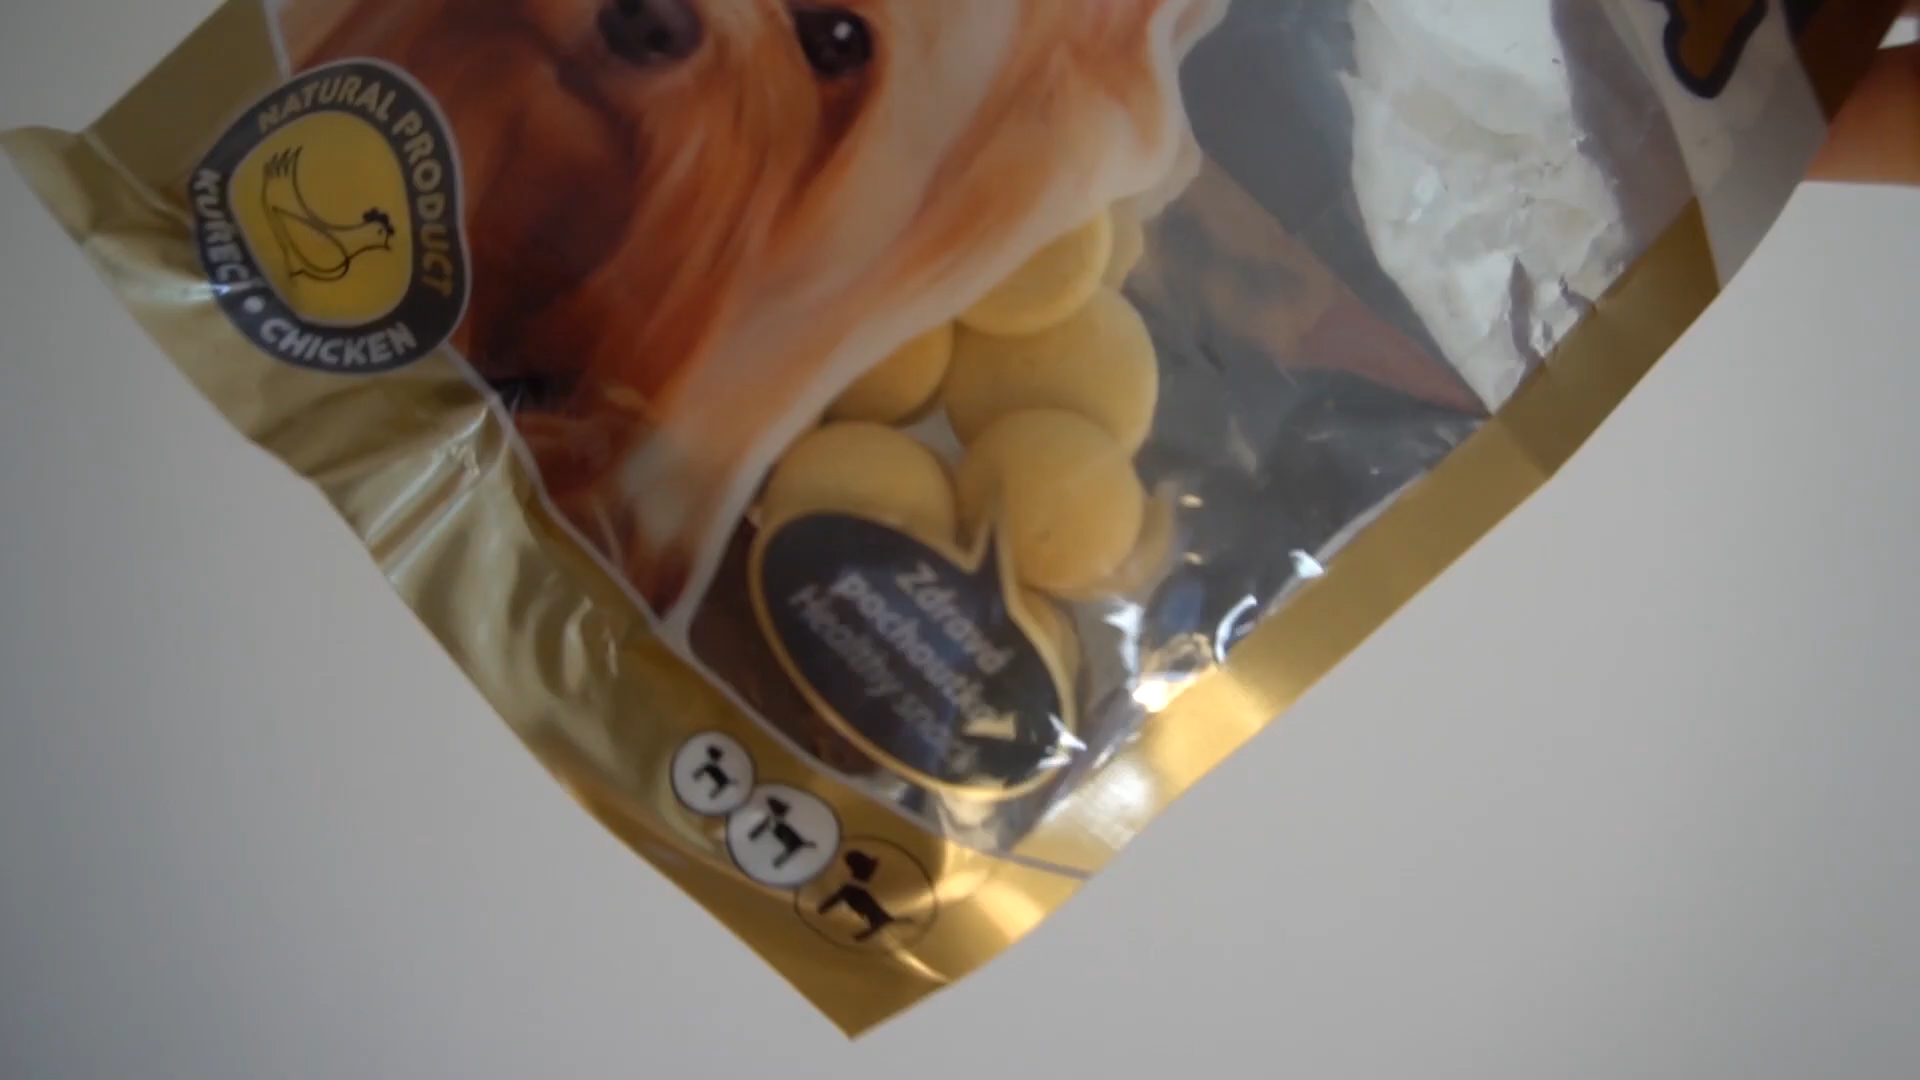 NATURAL PRODUCT
KUŘECÍ • CHICKEN
Zdravá
pochoutka
Healthy snack